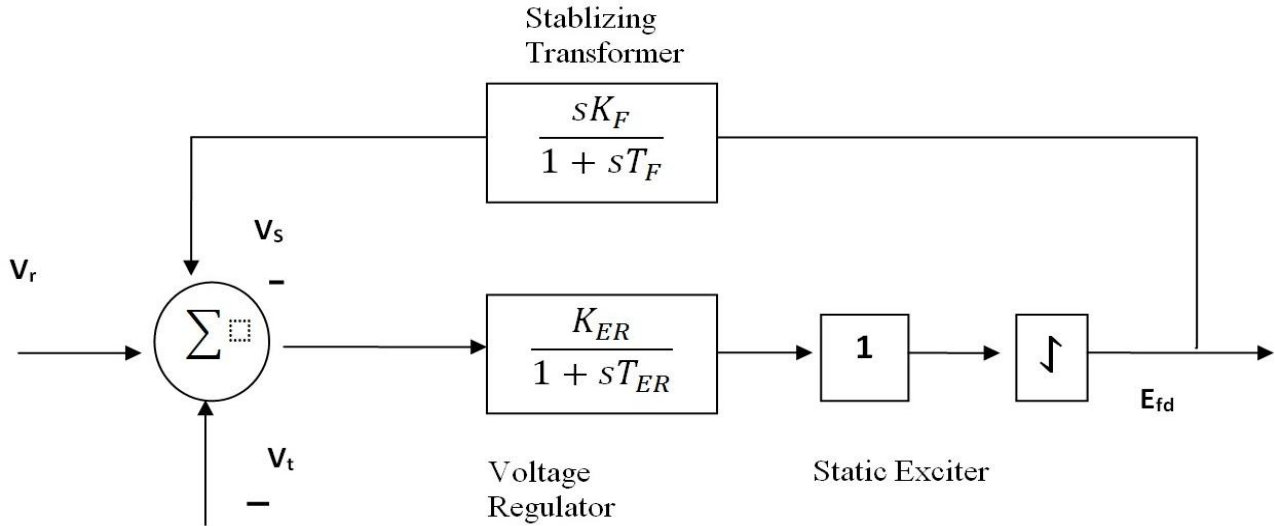 Stablizing
Transformer
sK_F
1 + sT_F
V_s
−
V_r
∑
K_ER
1 + sT_ER
1
E_fd
V_t
−
Voltage
Regulator
Static Exciter